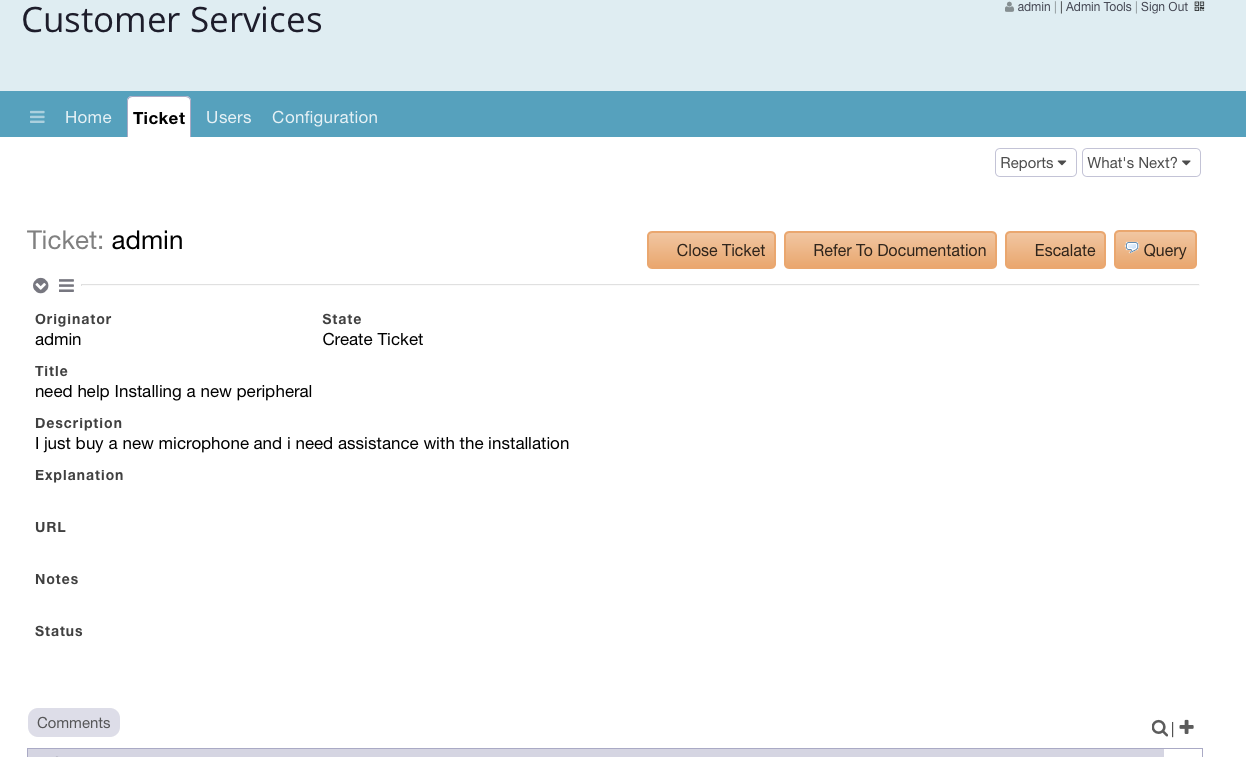 Customer Services
admin | | Admin Tools | Sign Out
Home Ticket Users Configuration
Reports What's Next?
Ticket: admin
Close Ticket Refer To Documentation Escalate Query
Originator State
admin Create Ticket
Title
need help Installing a new peripheral
Description
I just buy a new microphone and i need assistance with the installation
Explanation
URL
Notes
Status
Comments
|